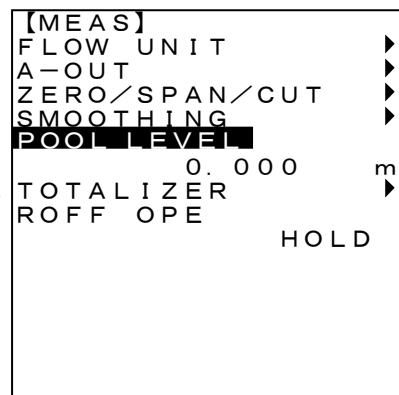 【MEAS】
FLOW UNIT ▶
A−OUT ▶
ZERO/SPAN/CUT ▶
SMOOTHING ▶
POOL LEVEL
0. 000 m
TOTALIZER ▶
ROFF OPE
HOLD